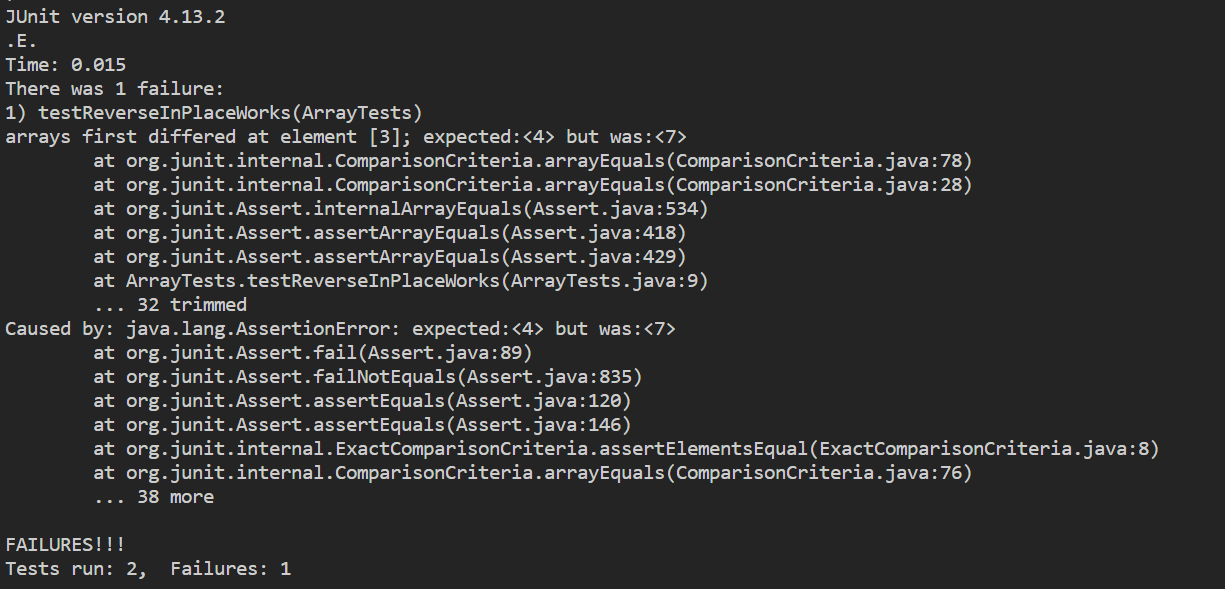 JUnit version 4.13.2
.E.
Time: 0.015
There was 1 failure:
1) testReverseInPlaceWorks(ArrayTests)
arrays first differed at element [3]; expected:<4> but was:<7>
        at org.junit.internal.ComparisonCriteria.arrayEquals(ComparisonCriteria.java:78)
        at org.junit.internal.ComparisonCriteria.arrayEquals(ComparisonCriteria.java:28)
        at org.junit.Assert.internalArrayEquals(Assert.java:534)
        at org.junit.Assert.assertArrayEquals(Assert.java:418)
        at org.junit.Assert.assertArrayEquals(Assert.java:429)
        at ArrayTests.testReverseInPlaceWorks(ArrayTests.java:9)
        ... 32 trimmed
Caused by: java.lang.AssertionError: expected:<4> but was:<7>
        at org.junit.Assert.fail(Assert.java:89)
        at org.junit.Assert.failNotEquals(Assert.java:835)
        at org.junit.Assert.assertEquals(Assert.java:120)
        at org.junit.Assert.assertEquals(Assert.java:146)
        at org.junit.internal.ExactComparisonCriteria.assertElementsEqual(ExactComparisonCriteria.java:8)
        at org.junit.internal.ComparisonCriteria.arrayEquals(ComparisonCriteria.java:76)
        ... 38 more

FAILURES!!!
Tests run: 2,  Failures: 1